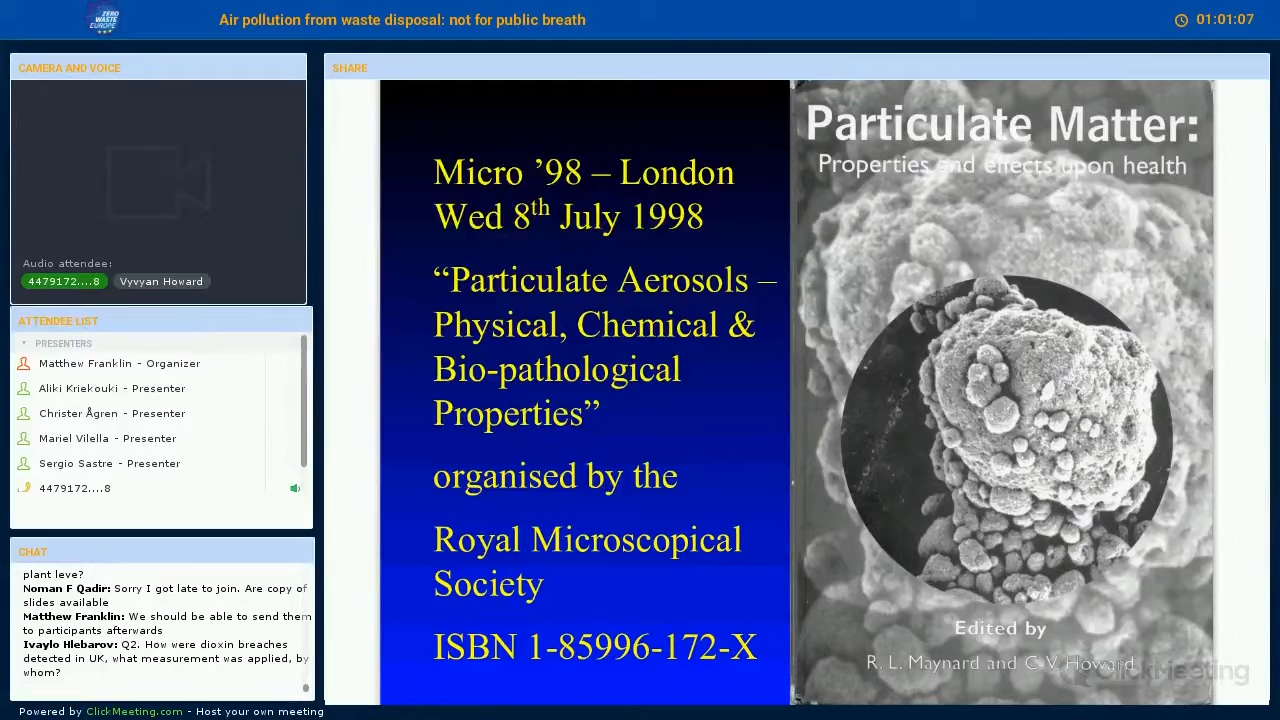 ZERO
WASTE
EUROPE
Air pollution from waste disposal: not for public breath
01:01:07
CAMERA AND VOICE
Audio attendee:
4479172....8
Vyvyan Howard
ATTENDEE LIST
PRESENTERS
Matthew Franklin - Organizer
Aliki Kriekouki - Presenter
Christer Ågren - Presenter
Mariel Vilella - Presenter
Sergio Sastre - Presenter
4479172....8
CHAT
plant leve?
Noman F Qadir: Sorry I got late to join. Are copy of
slides available
Matthew Franklin: We should be able to send them
to participants afterwards
Ivaylo Hlebarov: Q2. How were dioxin breaches
detected in UK, what measurement was applied, by
whom?
SHARE
Micro ’98 – London
Wed 8th July 1998
“Particulate Aerosols –
Physical, Chemical &
Bio-pathological
Properties”
organised by the
Royal Microscopical
Society
ISBN 1-85996-172-X
Particulate Matter:
Properties and effects upon health
Edited by
R. L. Maynard and C.V. Howard
ClickMeeting
Powered by ClickMeeting.com - Host your own meeting